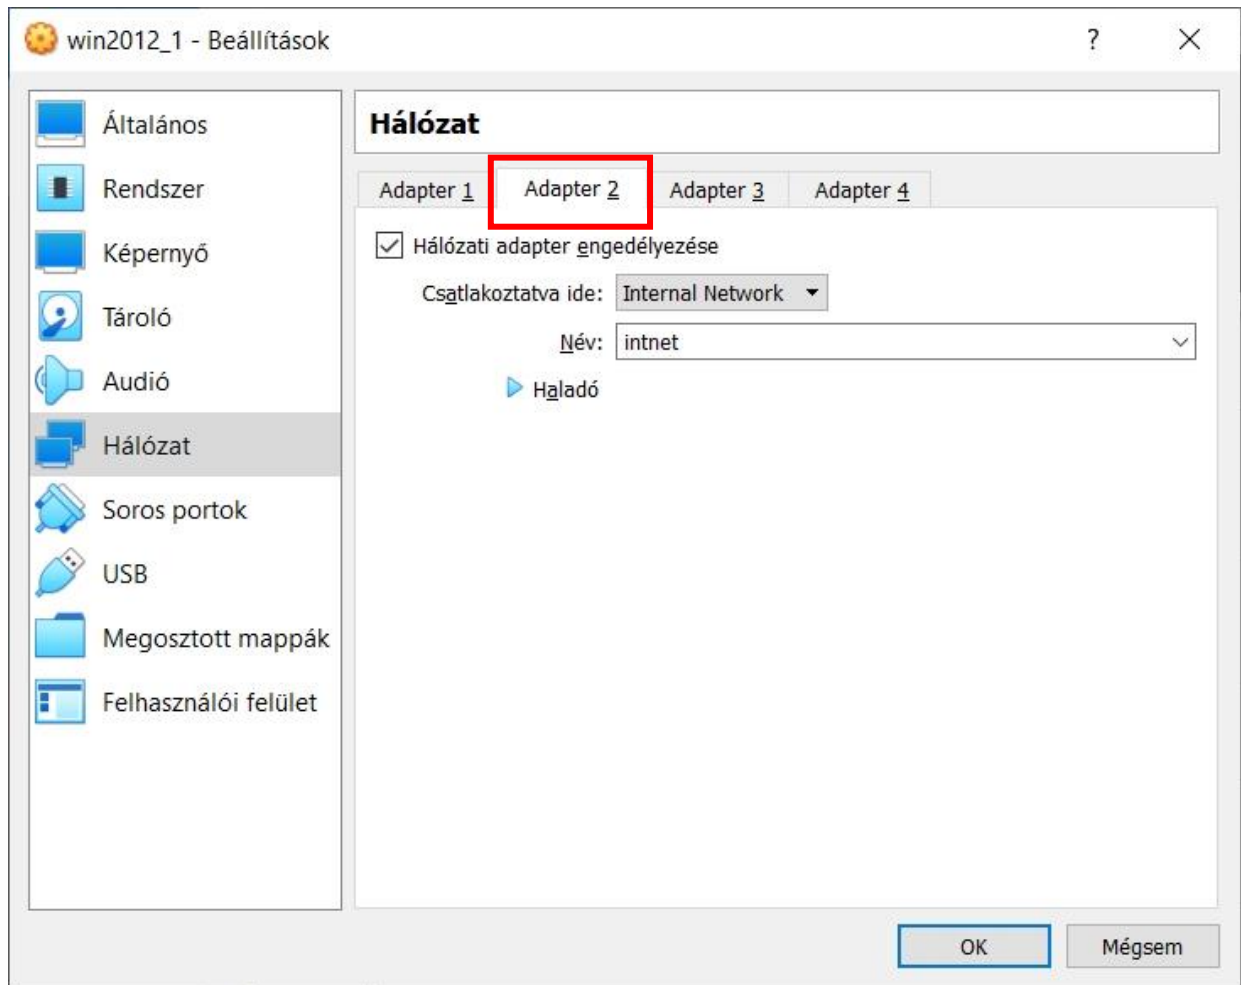 win2012_1 - Beállítások
?
Általános
Rendszer
Képernyő
Tároló
Audió
Hálózat
Soros portok
USB
Megosztott mappák
Felhasználói felület
Hálózat
Adapter 1
Adapter 2
Adapter 3
Adapter 4
Hálózati adapter engedélyezése
Csatlakoztatva ide: Internal Network
Név: intnet
Haladó
OK
Mégsem